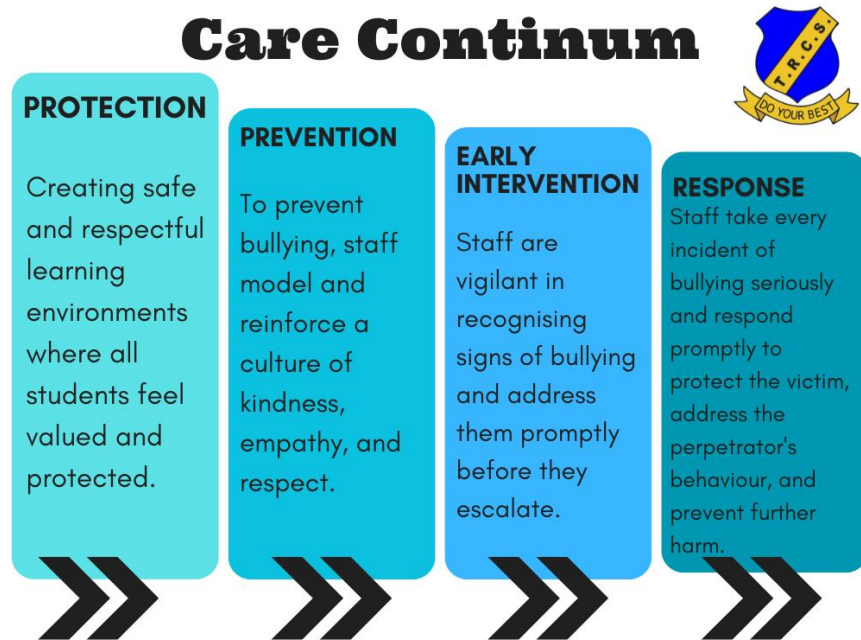 Care Continum
T.R.C.S.
DO YOUR BEST
PROTECTION
Creating safe
and respectful
learning
environments
where all
students feel
valued and
protected.
PREVENTION
To prevent
bullying, staff
model and
reinforce a
culture of
kindness,
empathy, and
respect.
EARLY
INTERVENTION
Staff are
vigilant in
recognising
signs of bullying
and address
them promptly
before they
escalate.
RESPONSE
Staff take every
incident of
bullying seriously
and respond
promptly to
protect the victim,
address the
perpetrator's
behaviour, and
prevent further
harm.